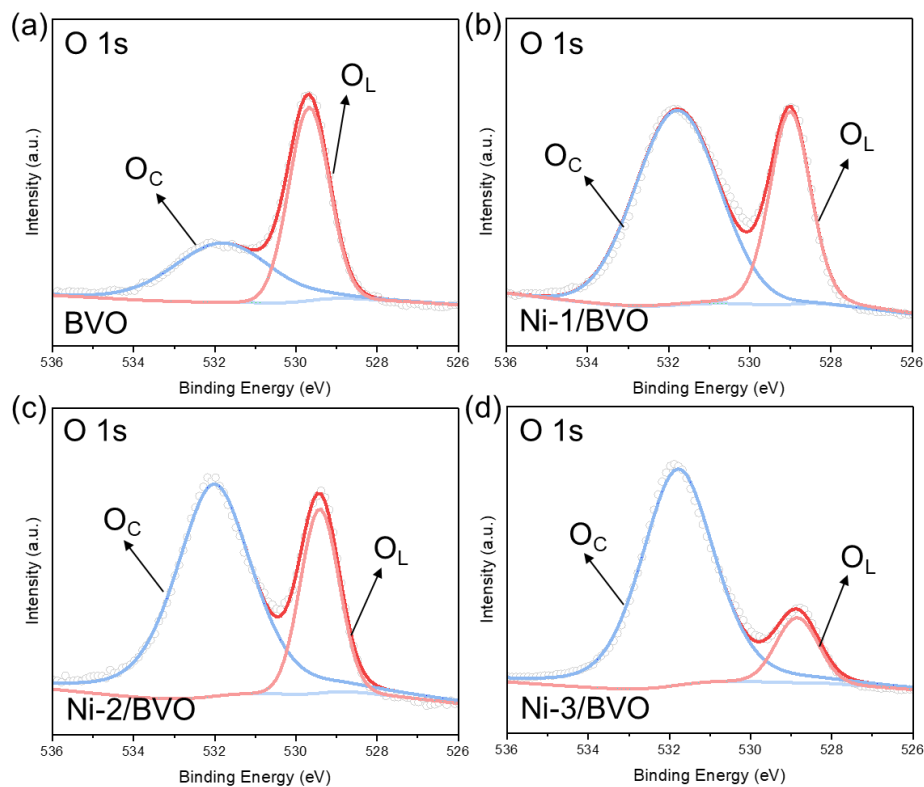 (a)
O 1s
O_L
O_C
Intensity (a.u.)
BVO
536 534 532 530 528 526
Binding Energy (eV)
(b)
O 1s
O_C
O_L
Intensity (a.u.)
Ni-1/BVO
536 534 532 530 528 526
Binding Energy (eV)
(c)
O 1s
O_C
O_L
Intensity (a.u.)
Ni-2/BVO
536 534 532 530 528 526
Binding Energy (eV)
(d)
O 1s
O_C
O_L
Intensity (a.u.)
Ni-3/BVO
536 534 532 530 528 526
Binding Energy (eV)